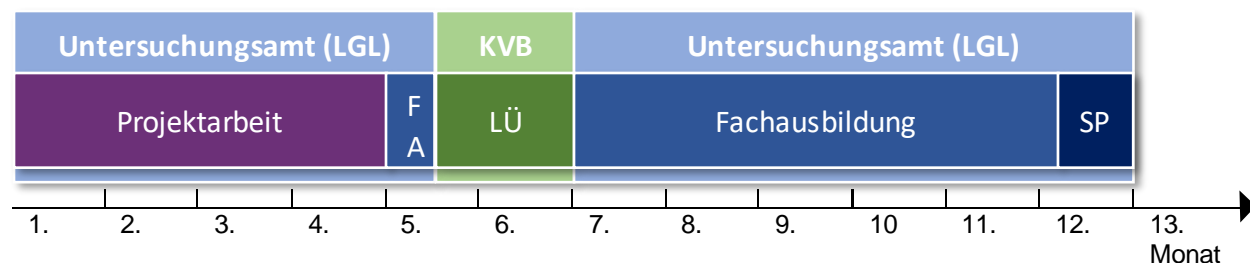 Untersuchungsamt (LGL) KVB Untersuchungsamt (LGL)
Projektarbeit F A LÜ Fachausbildung SP
1. 2. 3. 4. 5. 6. 7. 8. 9. 10 11. 12. 13.
Monat